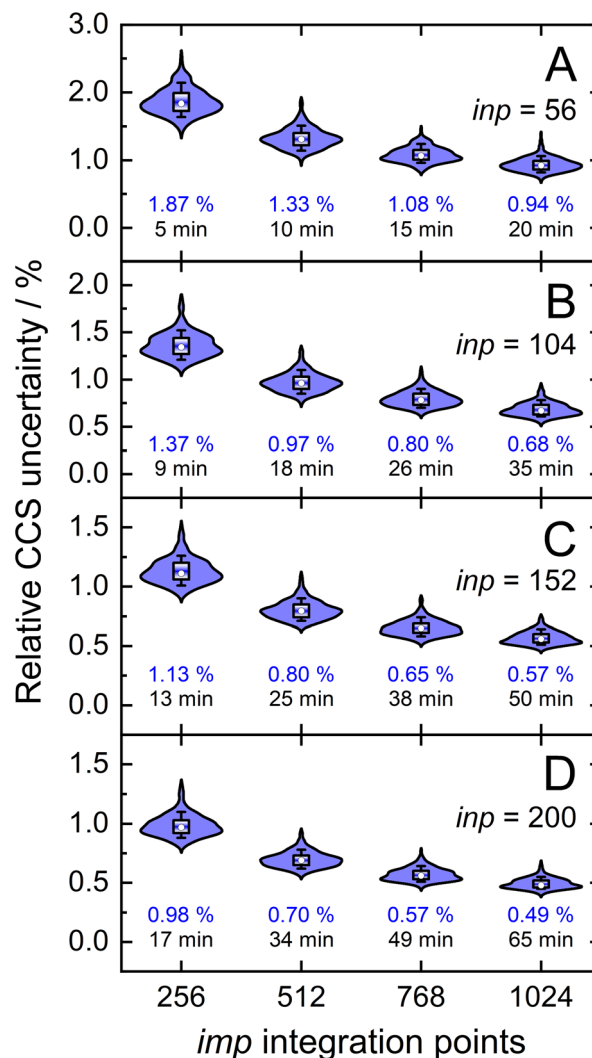 Relative CCS uncertainty / %
3.0
2.0
1.0
0.0
A
inp = 56
1.87 % 1.33 % 1.08 % 0.94 %
5 min 10 min 15 min 20 min
2.0
1.5
1.0
0.5
0.0
B
inp = 104
1.37 % 0.97 % 0.80 % 0.68 %
9 min 18 min 26 min 35 min
1.5
1.0
0.5
0.0
C
inp = 152
1.13 % 0.80 % 0.65 % 0.57 %
13 min 25 min 38 min 50 min
1.5
1.0
0.5
0.0
D
inp = 200
0.98 % 0.70 % 0.57 % 0.49 %
17 min 34 min 49 min 65 min
256 512 768 1024
imp integration points